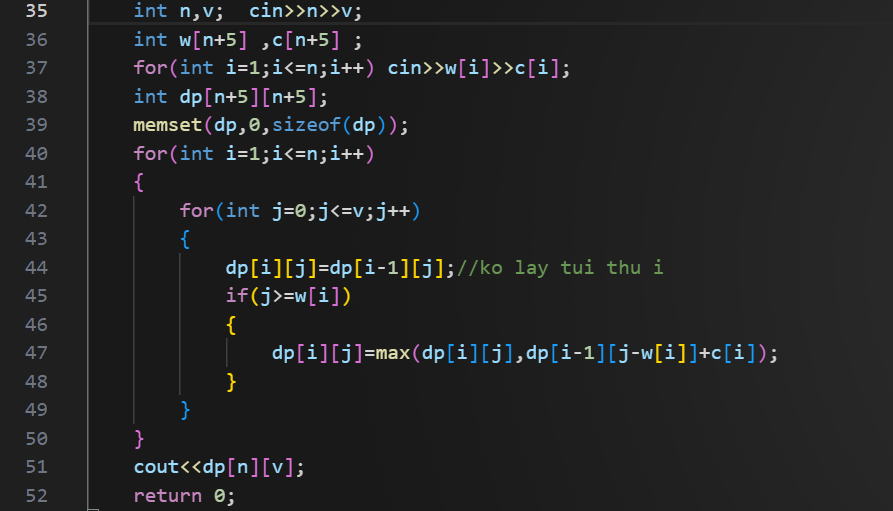 35 int n,v;  cin>>n>>v;
36 int w[n+5] ,c[n+5] ;
37 for(int i=1;i<=n;i++) cin>>w[i]>>c[i];
38 int dp[n+5][n+5];
39 memset(dp,0,sizeof(dp));
40 for(int i=1;i<=n;i++)
41 {
42     for(int j=0;j<=v;j++)
43     {
44         dp[i][j]=dp[i-1][j];//ko lay tui thu i
45         if(j>=w[i])
46         {
47             dp[i][j]=max(dp[i][j],dp[i-1][j-w[i]]+c[i]);
48         }
49     }
50 }
51 cout<<dp[n][v];
52 return 0;